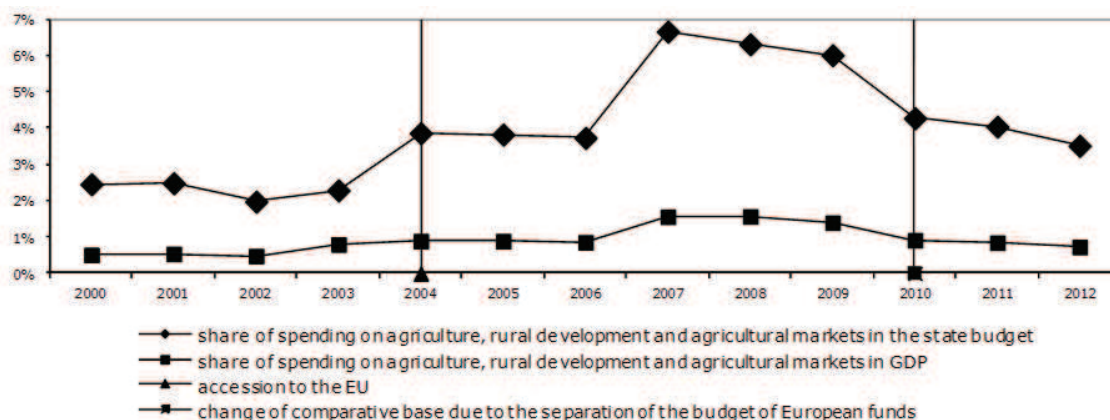 7%
6%
5%
4%
3%
2%
1%
0%
2000 2001 2002 2003 2004 2005 2006 2007 2008 2009 2010 2011 2012
share of spending on agriculture, rural development and agricultural markets in the state budget
share of spending on agriculture, rural development and agricultural markets in GDP
accession to the EU
change of comparative base due to the separation of the budget of European funds